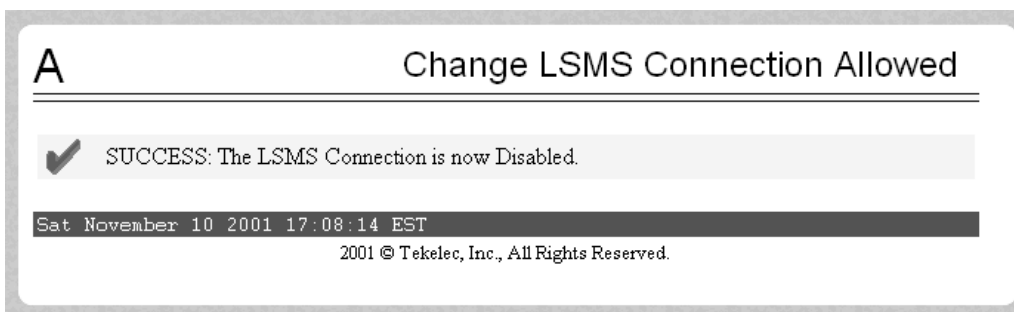 A
Change LSMS Connection Allowed
SUCCESS: The LSMS Connection is now Disabled.
Sat November 10 2001 17:08:14 EST
2001 © Tekelec, Inc., All Rights Reserved.